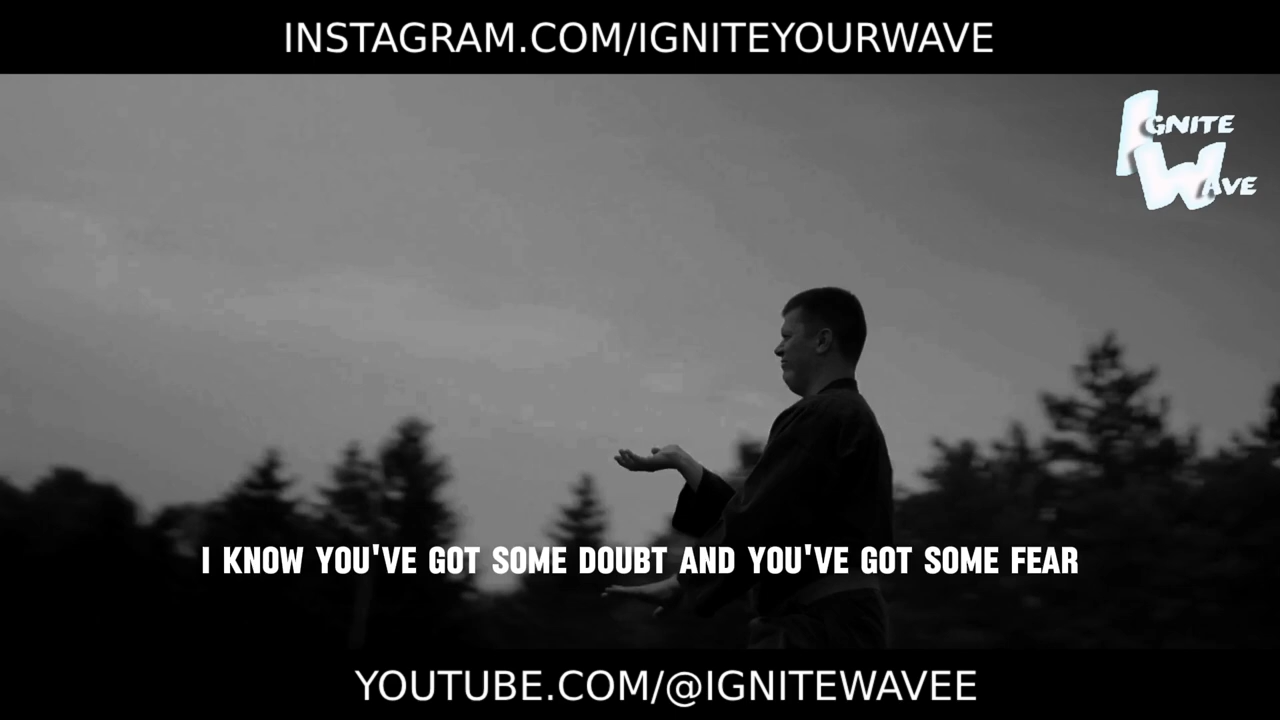 INSTAGRAM.COM/IGNITEYOURWAVE
IGNITE
WAVE
I KNOW YOU'VE GOT SOME DOUBT AND YOU'VE GOT SOME FEAR
YOUTUBE.COM/@IGNITEWAVEE